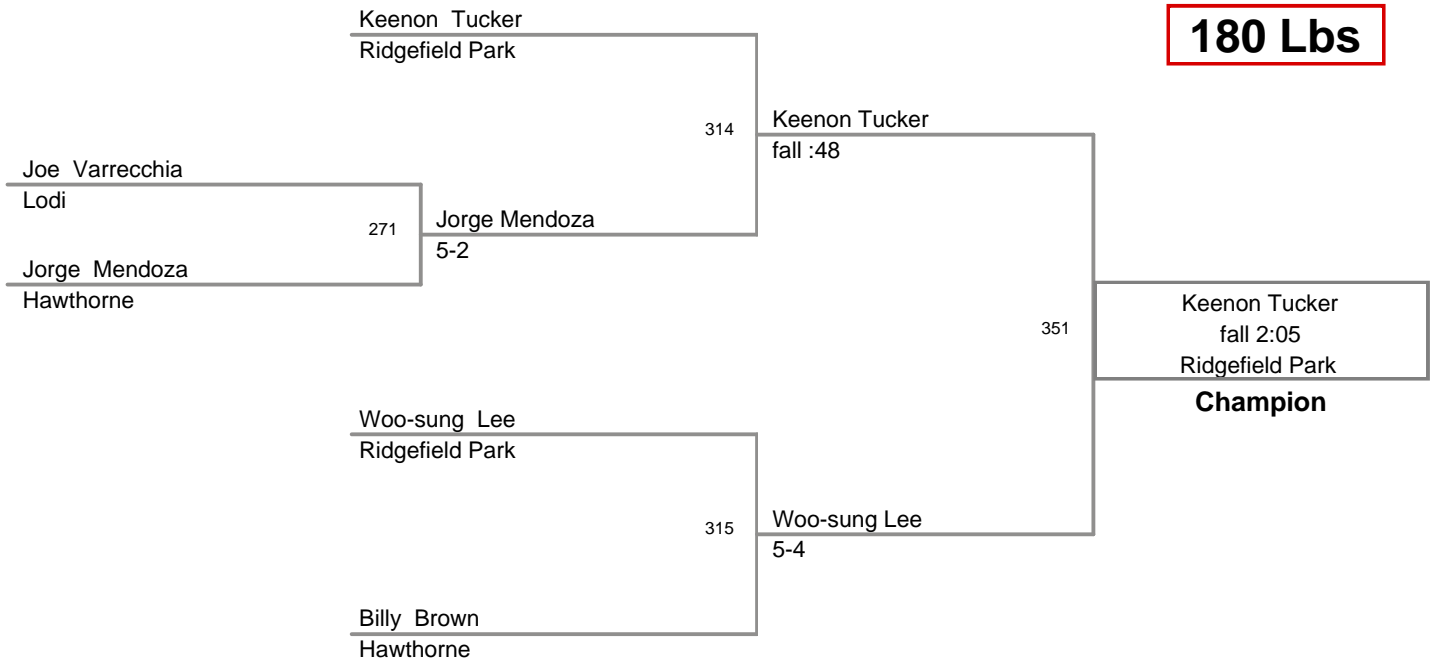 Keenon Tucker
180 Lbs
Ridgefield Park
314
Keenon Tucker
fall :48
Joe Varrecchia
Lodi
271
Jorge Mendoza
5-2
Jorge Mendoza
Hawthorne
Keenon Tucker
fall 2:05
Ridgefield Park
351
Champion
Woo-sung Lee
Ridgefield Park
315
Woo-sung Lee
5-4
Billy Brown
Hawthorne